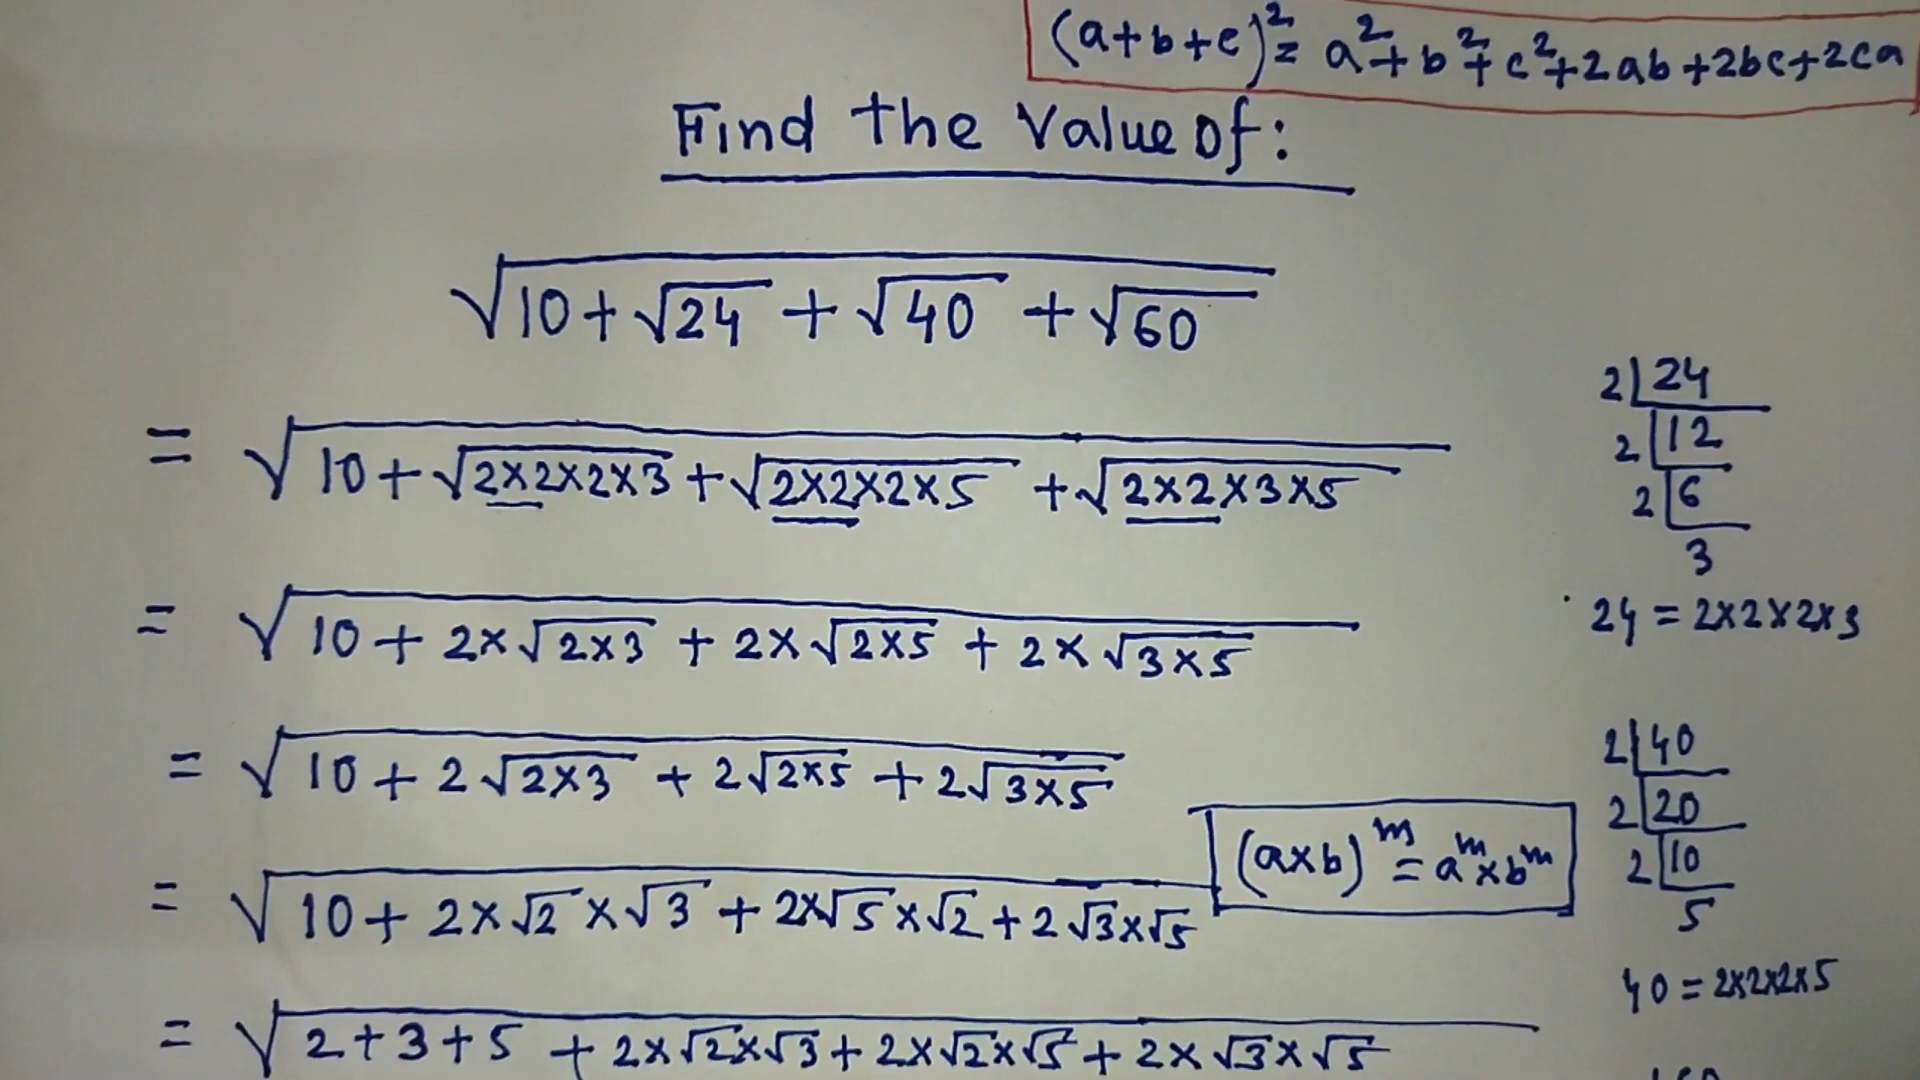 (a+b+c)²= a²+b²+c²+2ab+2bc+2ca
Find the Value of:
√(10+√24 + √40 + √60)
= √(10+√(2×2×2×3)+√(2×2×2×5) +√(2×2×3×5))
= √(10+ 2×√(2×3) + 2×√(2×5) + 2×√(3×5))
= √(10+ 2√(2×3) + 2√(2×5) + 2√(3×5))
(a×b)ᵐ = aᵐ×bᵐ
= √(10+ 2×√2×√3 + 2×√5×√2 + 2√3×√5)
= √(2+3+5 + 2×√2×√3 + 2×√2×√5 + 2×√3×√5)
2|24
2|12
2|6
3
24 = 2×2×2×3
2|40
2|20
2|10
5
40 = 2×2×2×5